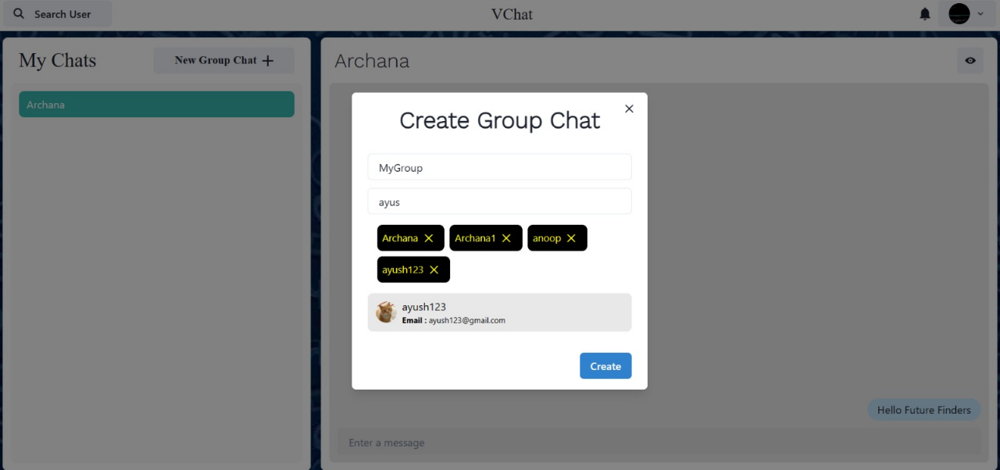 Search User
VChat
My Chats
New Group Chat
Archana
Archana
Create Group Chat
MyGroup
ayus
Archana
Archana1
anoop
ayush123
ayush123
Email : ayush123@gmail.com
Create
Hello Future Finders
Enter a message